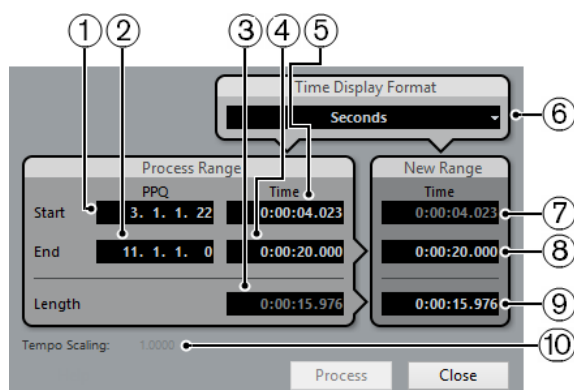 1 2 3 4 5
Time Display Format
Seconds
6
Process Range New Range
PPQ Time Time
Start 3. 1. 1. 22 0:00:04.023 0:00:04.023 7
End 11. 1. 1. 0 0:00:20.000 0:00:20.000 8
Length 0:00:15.976 0:00:15.976 9
Tempo Scaling: 1.0000 10
Process Close